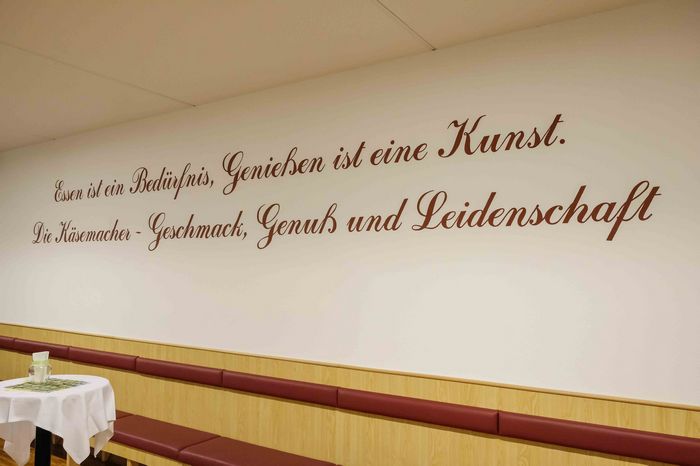 Essen ist ein Bedürfnis, Genießen ist eine Kunst.
Die Käsemacher - Geschmack, Genuß und Leidenschaft